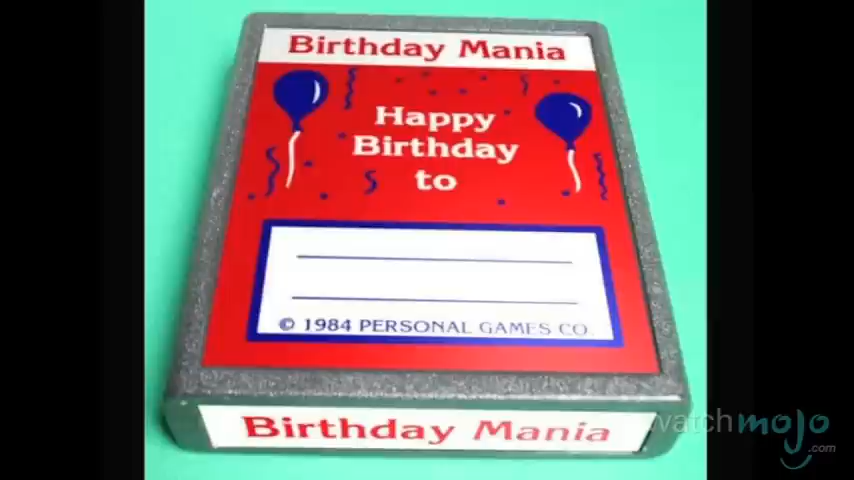 Birthday Mania
Happy
Birthday
to
© 1984 PERSONAL GAMES CO.
Birthday Mania
watchmojo
.com